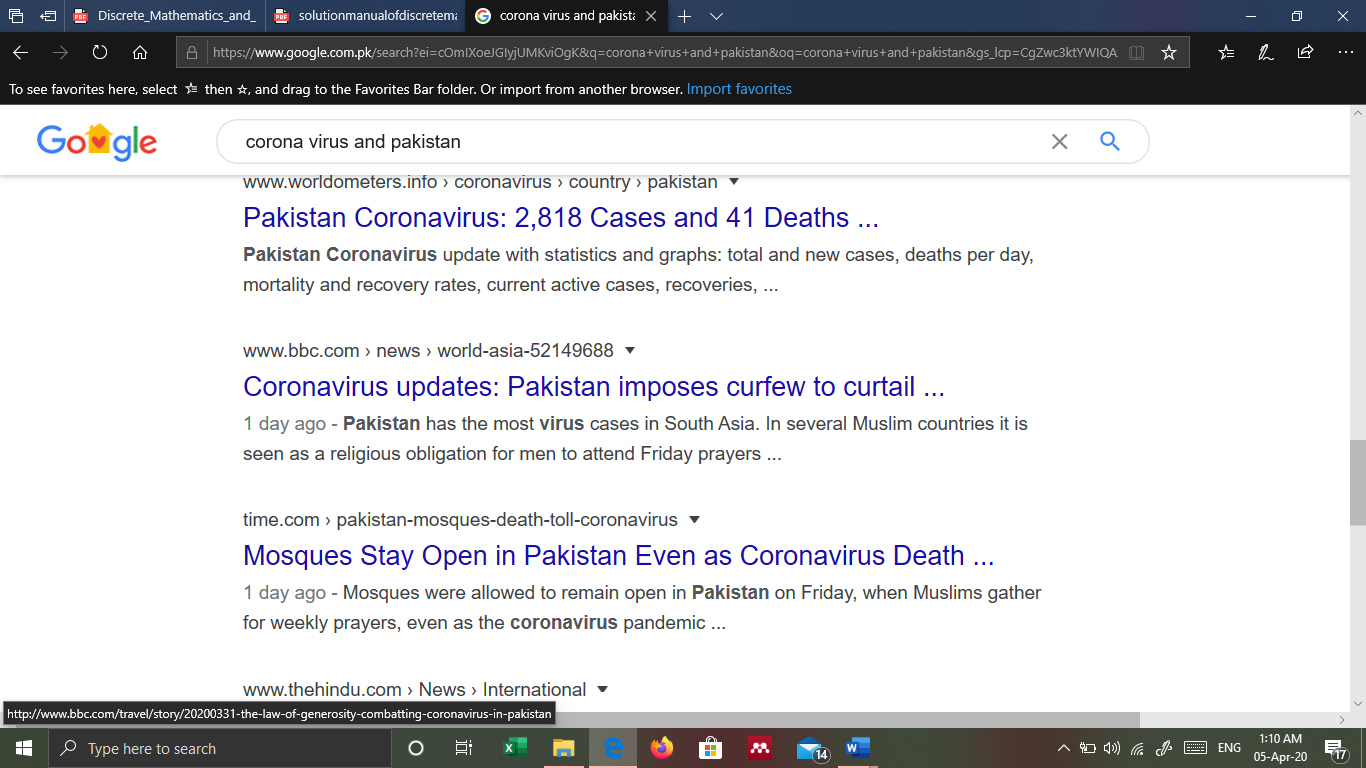 Discrete_Mathematics_and_
solutionmanualofdiscretema
corona virus and pakista
https://www.google.com.pk/search?ei=cOmIXoeJGIyjUMKviOgK&q=corona+virus+and+pakistan&oq=corona+virus+and+pakistan&gs_lcp=CgZwc3ktYWIQA
To see favorites here, select then ☆, and drag to the Favorites Bar folder. Or import from another browser. Import favorites
Google
corona virus and pakistan
www.worldometers.info › coronavirus › country › pakistan
Pakistan Coronavirus: 2,818 Cases and 41 Deaths ...
Pakistan Coronavirus update with statistics and graphs: total and new cases, deaths per day,
mortality and recovery rates, current active cases, recoveries, ...
www.bbc.com › news › world-asia-52149688
Coronavirus updates: Pakistan imposes curfew to curtail ...
1 day ago - Pakistan has the most virus cases in South Asia. In several Muslim countries it is
seen as a religious obligation for men to attend Friday prayers ...
time.com › pakistan-mosques-death-toll-coronavirus
Mosques Stay Open in Pakistan Even as Coronavirus Death ...
1 day ago - Mosques were allowed to remain open in Pakistan on Friday, when Muslims gather
for weekly prayers, even as the coronavirus pandemic ...
www.thehindu.com › News › International
http://www.bbc.com/travel/story/20200331-the-law-of-generosity-combatting-coronavirus-in-pakistan
Type here to search
14
ENG
1:10 AM
05-Apr-20
17